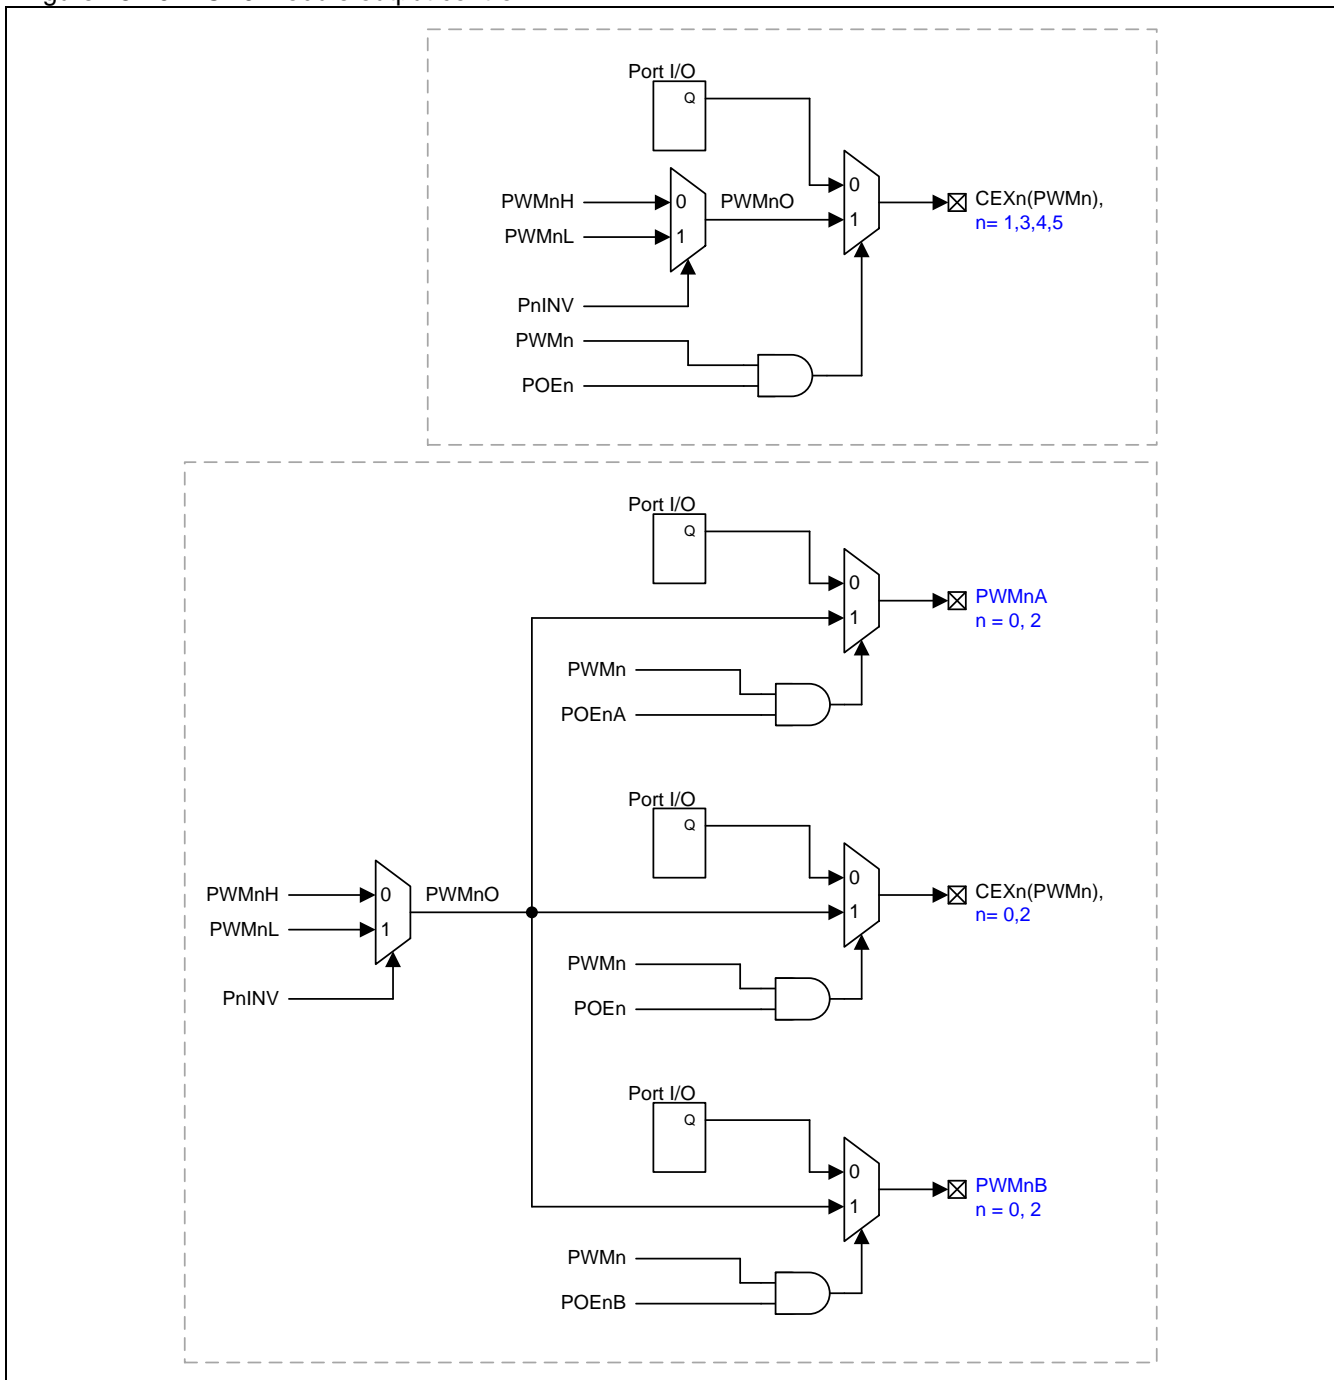 Port I/O
Q
0
1
PWMnH
PWMnL
0
1
PWMnO
CEXn(PWMn),
n= 1,3,4,5
PnINV
PWMn
POEn
Port I/O
Q
0
1
PWMnA
n = 0, 2
PWMn
POEnA
Port I/O
Q
0
1
PWMnH
PWMnL
0
1
PWMnO
CEXn(PWMn),
n= 0,2
PnINV
PWMn
POEn
Port I/O
Q
0
1
PWMnB
n = 0, 2
PWMn
POEnB